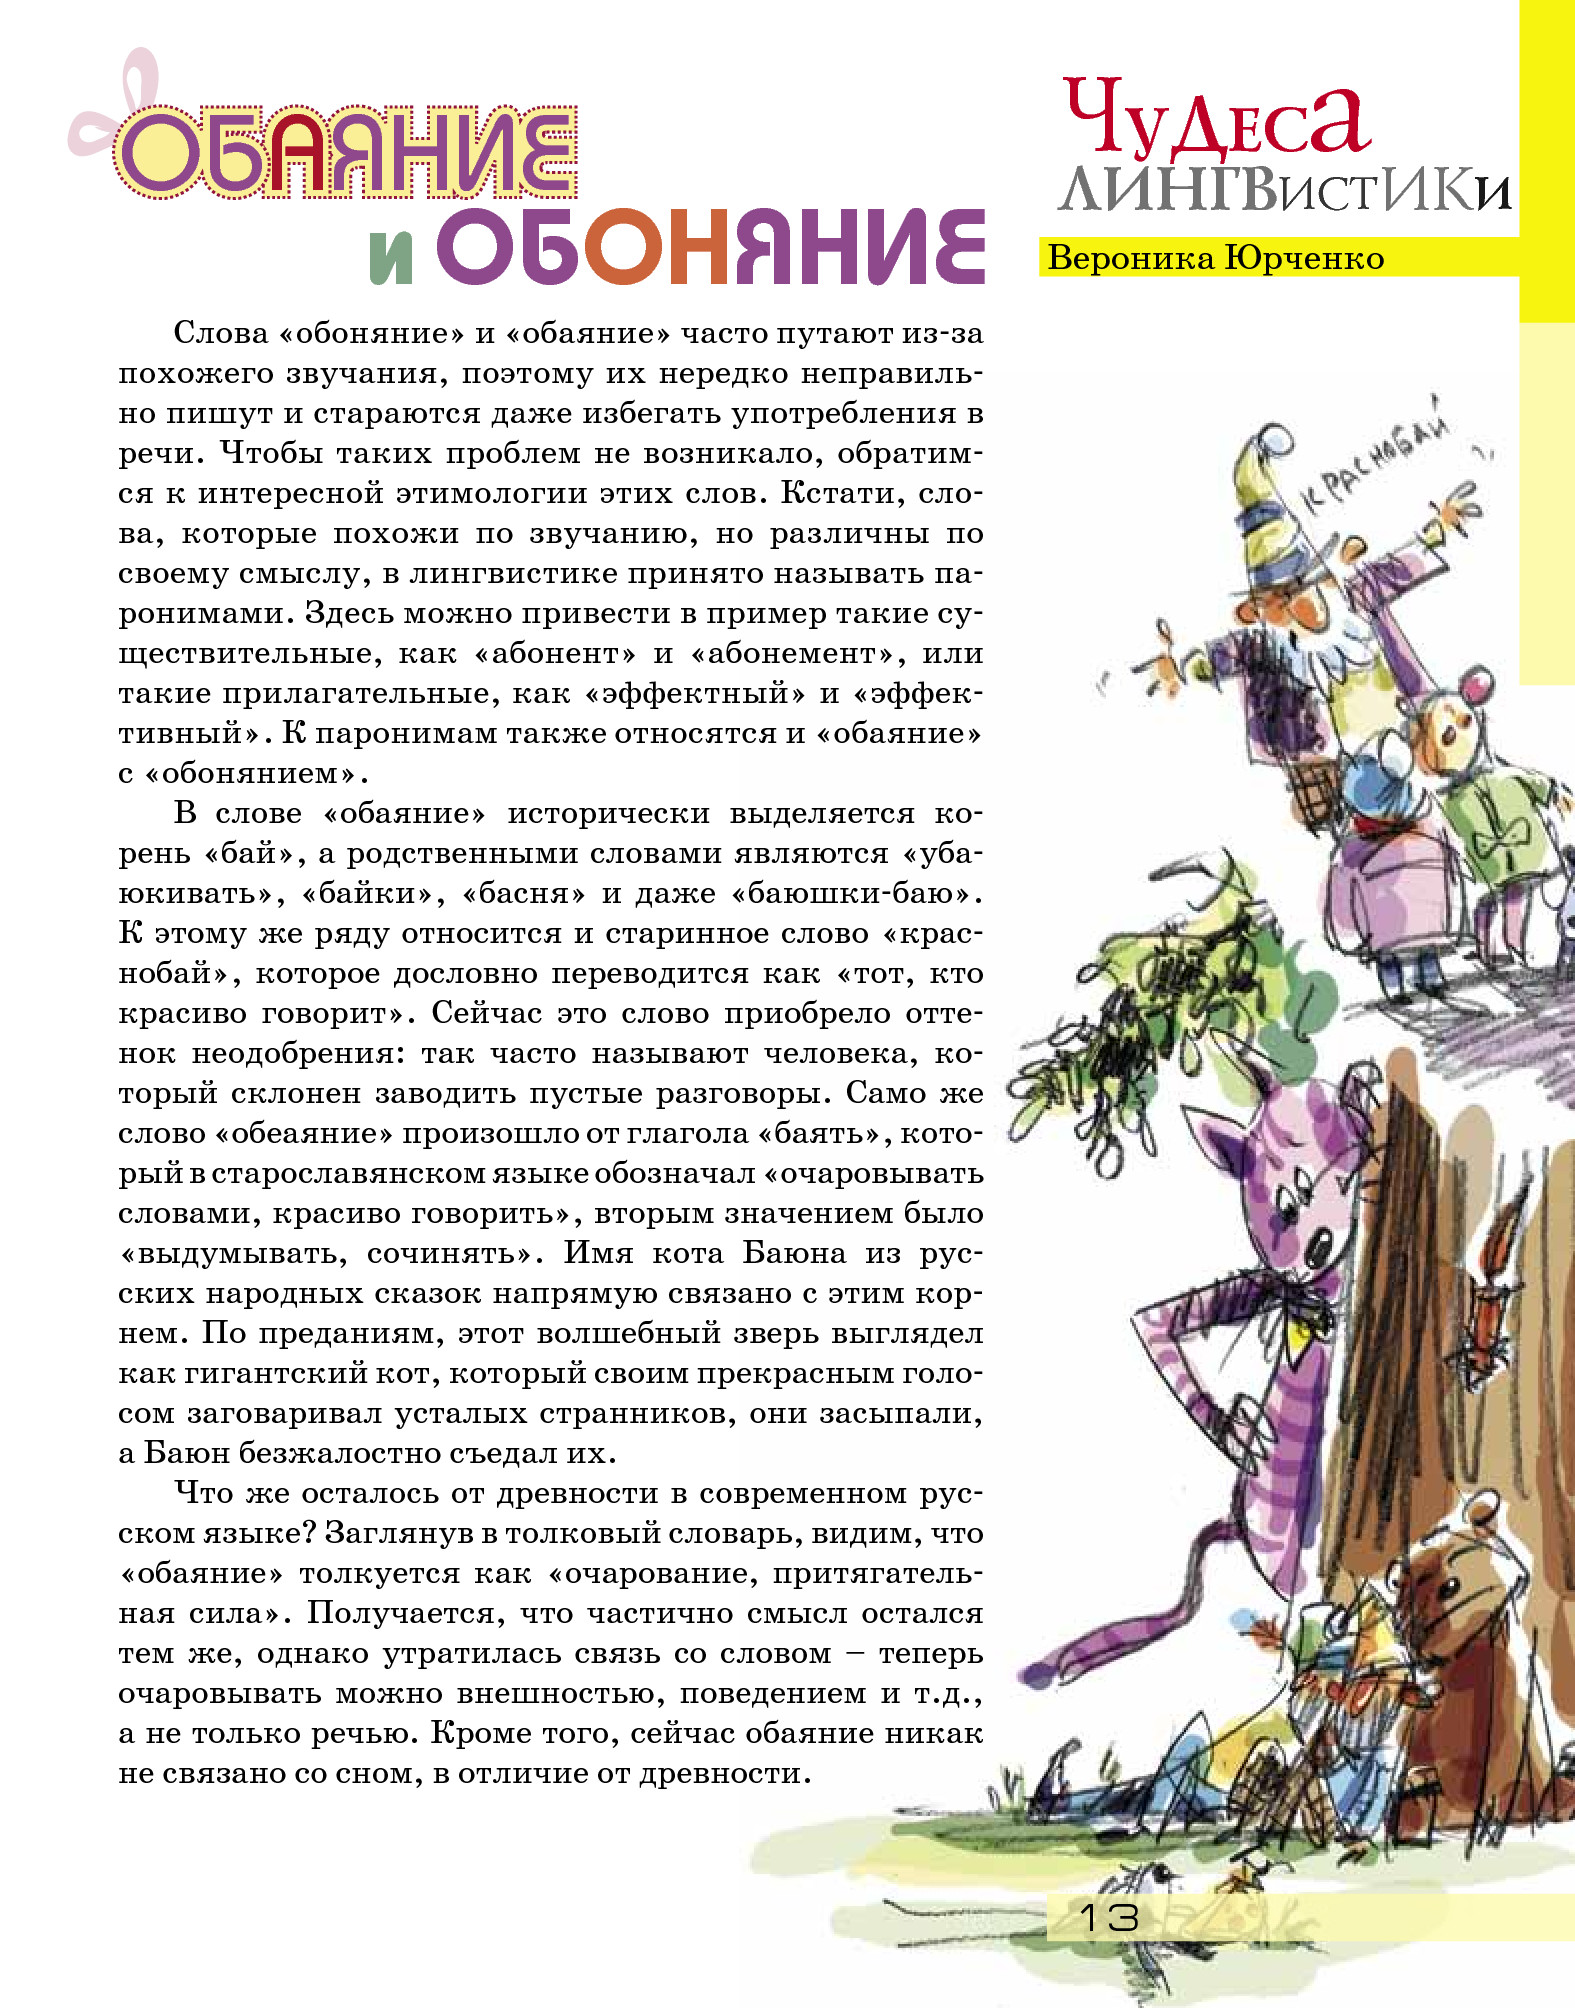 ОБАЯНИЕ
и ОБОНЯНИЕ
ЧуДеса
ЛИНГВистИКи
Вероника Юрченко
Слова «обоняние» и «обаяние» часто путают из-за
похожего звучания, поэтому их нередко неправиль-
но пишут и стараются даже избегать употребления в
речи. Чтобы таких проблем не возникало, обратим-
ся к интересной этимологии этих слов. Кстати, сло-
ва, которые похожи по звучанию, но различны по
своему смыслу, в лингвистике принято называть па-
ронимами. Здесь можно привести в пример такие су-
ществительные, как «абонент» и «абонемент», или
такие прилагательные, как «эффектный» и «эффек-
тивный». К паронимам также относятся и «обаяние»
с «обонянием».
В слове «обаяние» исторически выделяется ко-
рень «бай», а родственными словами являются «уба-
юкивать», «байки», «басня» и даже «баюшки-баю».
К этому же ряду относится и старинное слово «крас-
нобай», которое дословно переводится как «тот, кто
красиво говорит». Сейчас это слово приобрело отте-
нок неодобрения: так часто называют человека, ко-
торый склонен заводить пустые разговоры. Само же
слово «обеаяние» произошло от глагола «баять», кото-
рый в старославянском языке обозначал «очаровывать
словами, красиво говорить», вторым значением было
«выдумывать, сочинять». Имя кота Баюна из рус-
ских народных сказок напрямую связано с этим кор-
нем. По преданиям, этот волшебный зверь выглядел
как гигантский кот, который своим прекрасным голо-
сом заговаривал усталых странников, они засыпали,
а Баюн безжалостно съедал их.
Что же осталось от древности в современном рус-
ском языке? Заглянув в толковый словарь, видим, что
«обаяние» толкуется как «очарование, притягатель-
ная сила». Получается, что частично смысл остался
тем же, однако утратилась связь со словом – теперь
очаровывать можно внешностью, поведением и т.д.,
а не только речью. Кроме того, сейчас обаяние никак
не связано со сном, в отличие от древности.
КРАСНОБАЙ
13